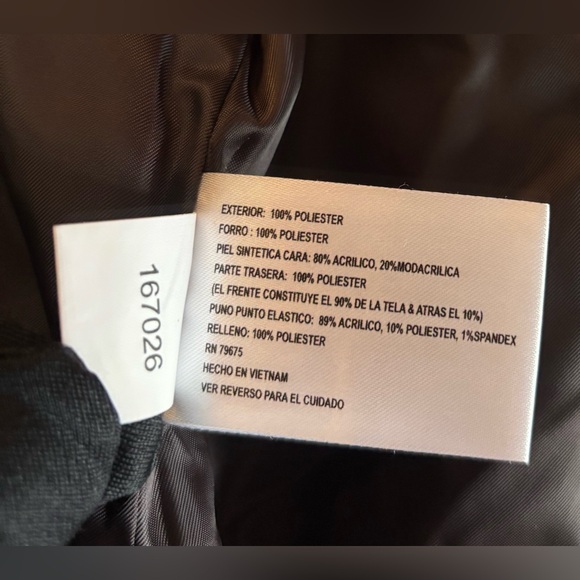 167026
EXTERIOR: 100% POLIESTER
FORRO : 100% POLIESTER
PIEL SINTETICA CARA: 80% ACRILICO, 20%MODACRILICA
PARTE TRASERA: 100% POLIESTER
(EL FRENTE CONSTITUYE EL 90% DE LA TELA & ATRAS EL 10%)
PUNO PUNTO ELASTICO: 89% ACRILICO, 10% POLIESTER, 1%SPANDEX
RELLENO: 100% POLIESTER
RN 79675
HECHO EN VIETNAM
VER REVERSO PARA EL CUIDADO